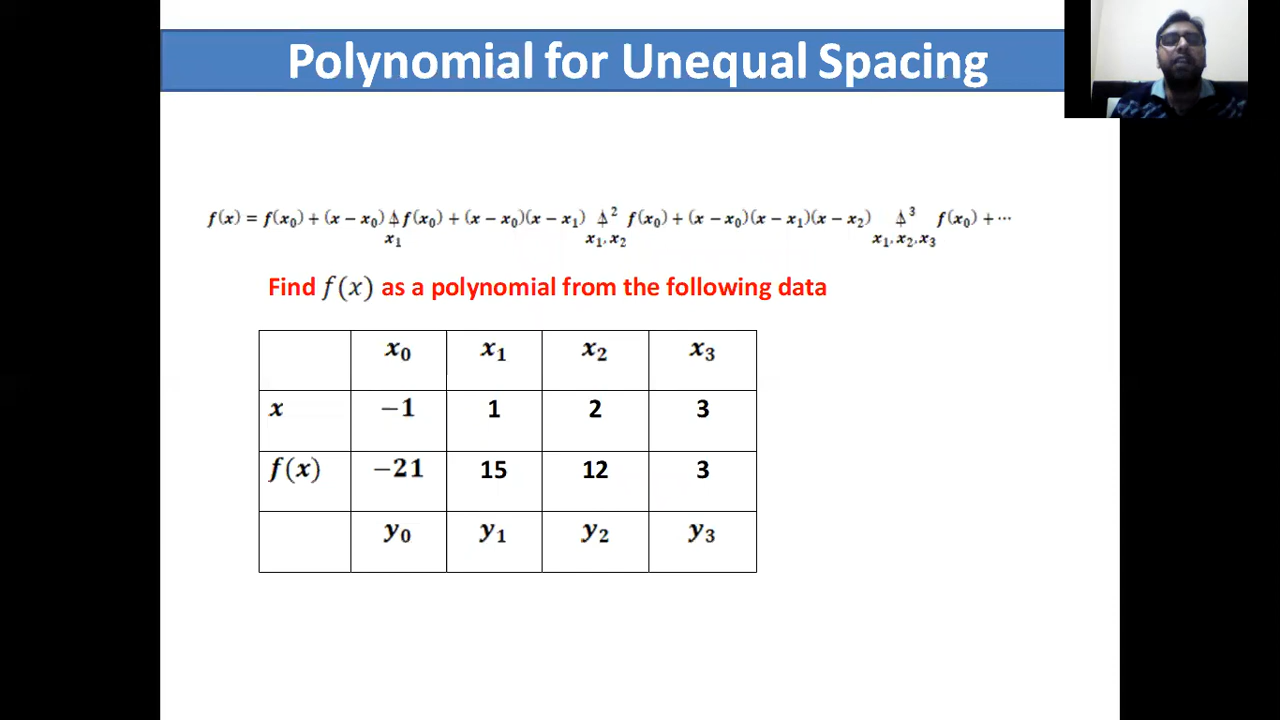 Polynomial for Unequal Spacing
f(x) = f(x₀) + (x − x₀) ⍋ f(x₀) + (x − x₀)(x − x₁) ⍋² f(x₀) + (x − x₀)(x − x₁)(x − x₂) ⍋³ f(x₀) + ⋯
x₁ x₁, x₂ x₁, x₂, x₃
Find f(x) as a polynomial from the following data
x₀ x₁ x₂ x₃
x −1 1 2 3
f(x) −21 15 12 3
y₀ y₁ y₂ y₃